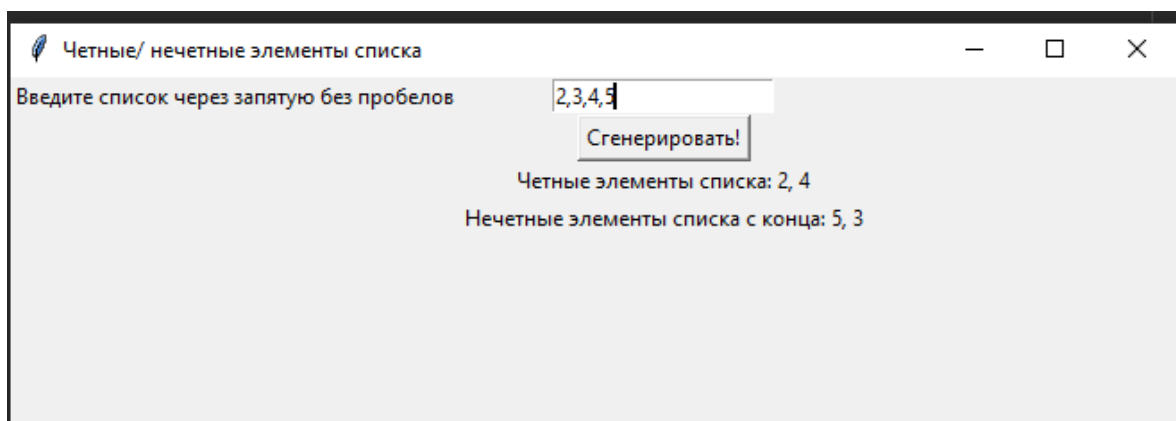 Четные/ нечетные элементы списка
Введите список через запятую без пробелов 2,3,4,5
Сгенерировать!
Четные элементы списка: 2, 4
Нечетные элементы списка с конца: 5, 3